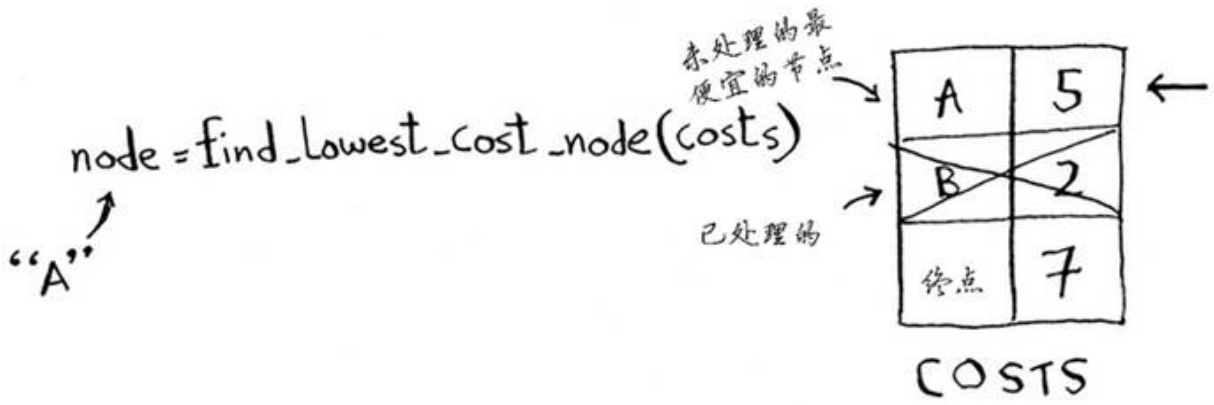 未处理的最
便宜的节点
node = find_lowest_cost_node(costs)
"A"
已处理的
A 5
B 2
终点 7
COSTS